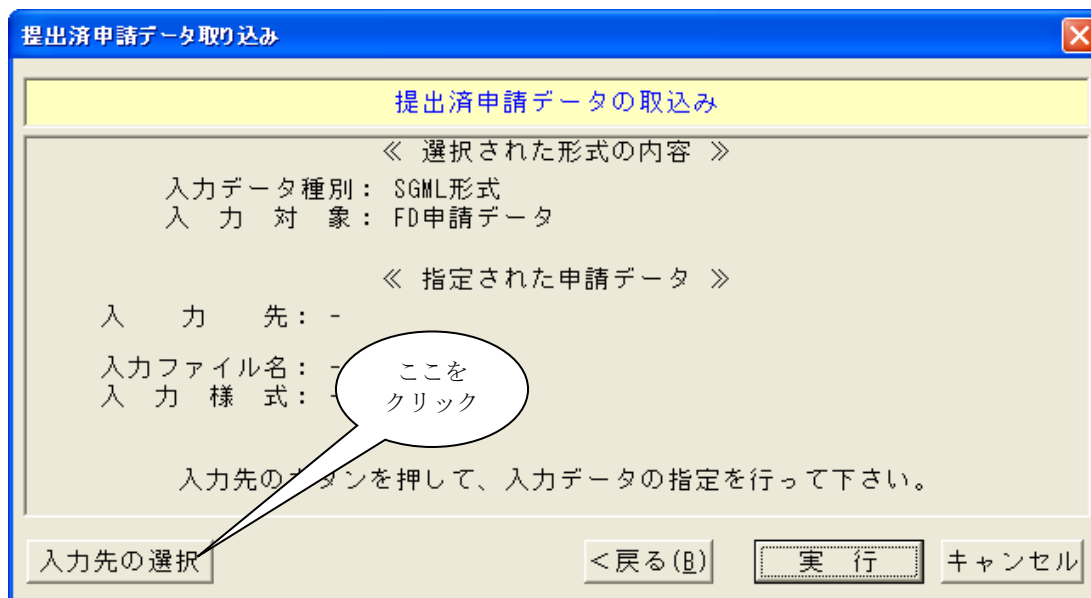 提出済申請データ取り込み
提出済申請データの取込み
≪ 選択された形式の内容 ≫
入力データ種別： SGML形式
入 力 対 象： FD申請データ
≪ 指定された申請データ ≫
入 力 先： -
入力ファイル名： -
入 力 様 式： -
ここを
クリック
入力先のボタンを押して、入力データの指定を行って下さい。
入力先の選択
<戻る(B)
実 行
キャンセル